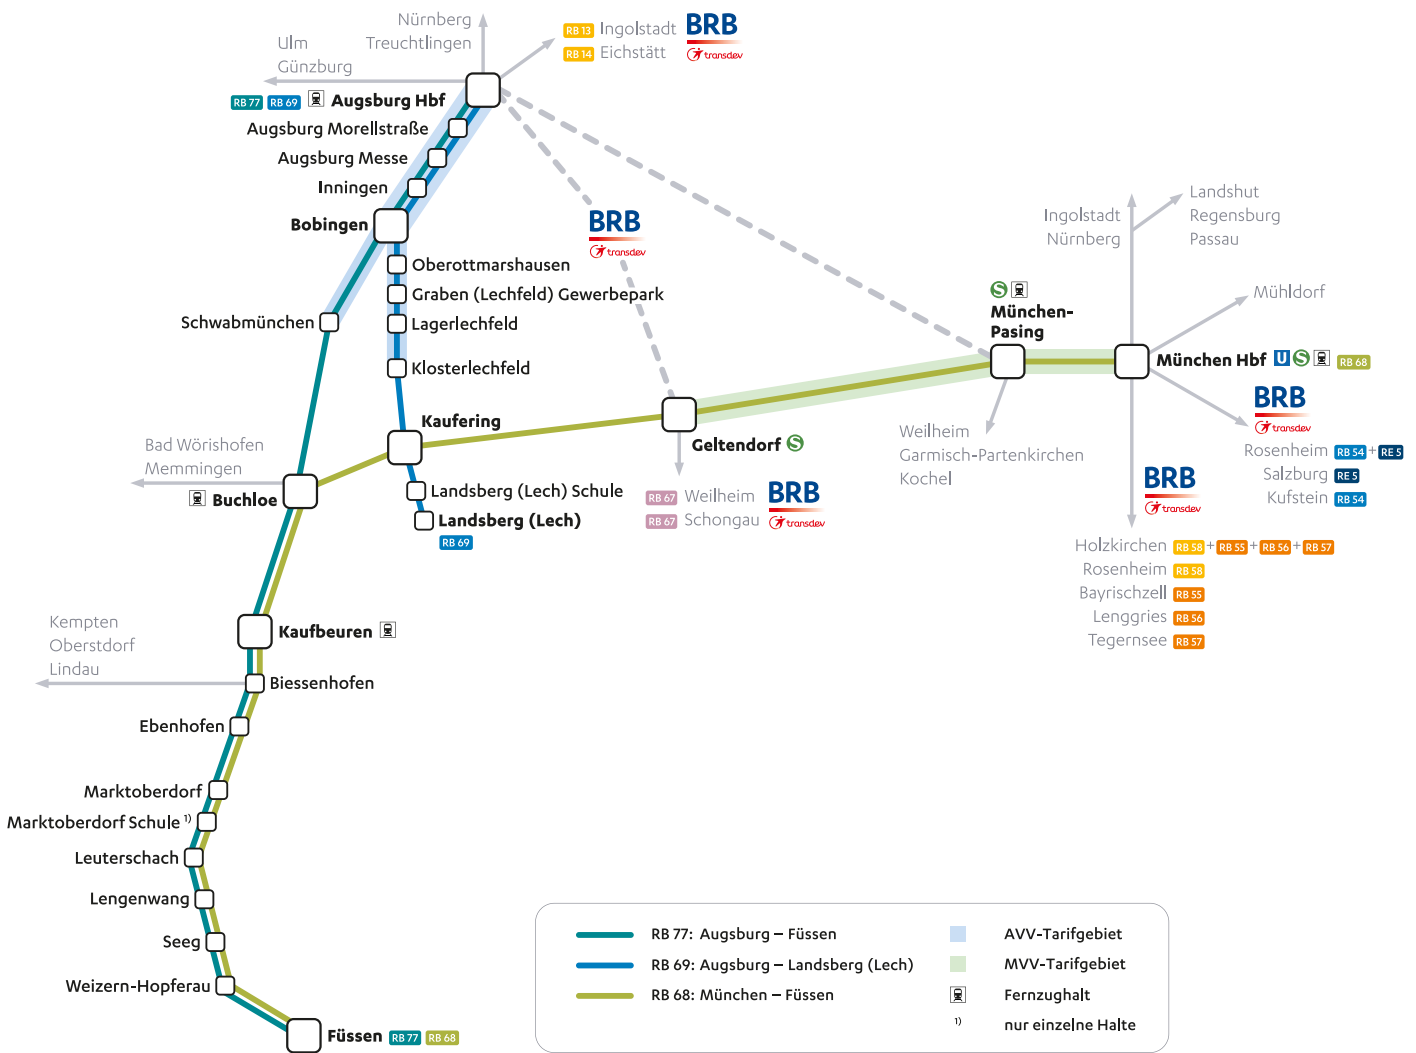 Nürnberg
Treuchtlingen
Ulm
Günzburg
RB 13 Ingolstadt
RB 14 Eichstätt
BRB
transdev
RB 77 RB 69 Augsburg Hbf
Augsburg Morellstraße
Augsburg Messe
Inningen
Bobingen
Oberottmarshausen
Graben (Lechfeld) Gewerbepark
Lagerlechfeld
Klosterlechfeld
Schwabmünchen
BRB
transdev
Ingolstadt
Nürnberg
Landshut
Regensburg
Passau
Mühldorf
S
München-
Pasing
München Hbf U S RB 68
Kaufering
Geltendorf S
Weilheim
Garmisch-Partenkirchen
Kochel
BRB
transdev
Rosenheim RB 54 + RE 5
Salzburg RE 5
Kufstein RB 54
Bad Wörishofen
Memmingen
Buchloe
Landsberg (Lech) Schule
Landsberg (Lech)
RB 69
RB 67 Weilheim
RB 67 Schongau
BRB
transdev
BRB
transdev
Holzkirchen RB 58 + RB 55 + RB 56 + RB 57
Rosenheim RB 58
Bayrischzell RB 55
Lenggries RB 56
Tegernsee RB 57
Kempten
Oberstdorf
Lindau
Kaufbeuren
Biessenhofen
Ebenhofen
Marktoberdorf
Marktoberdorf Schule 1)
Leuterschach
Lengenwang
Seeg
Weizern-Hopferau
Füssen RB 77 RB 68
RB 77: Augsburg – Füssen
RB 69: Augsburg – Landsberg (Lech)
RB 68: München – Füssen
AVV-Tarifgebiet
MVV-Tarifgebiet
Fernzughalt
1) nur einzelne Halte